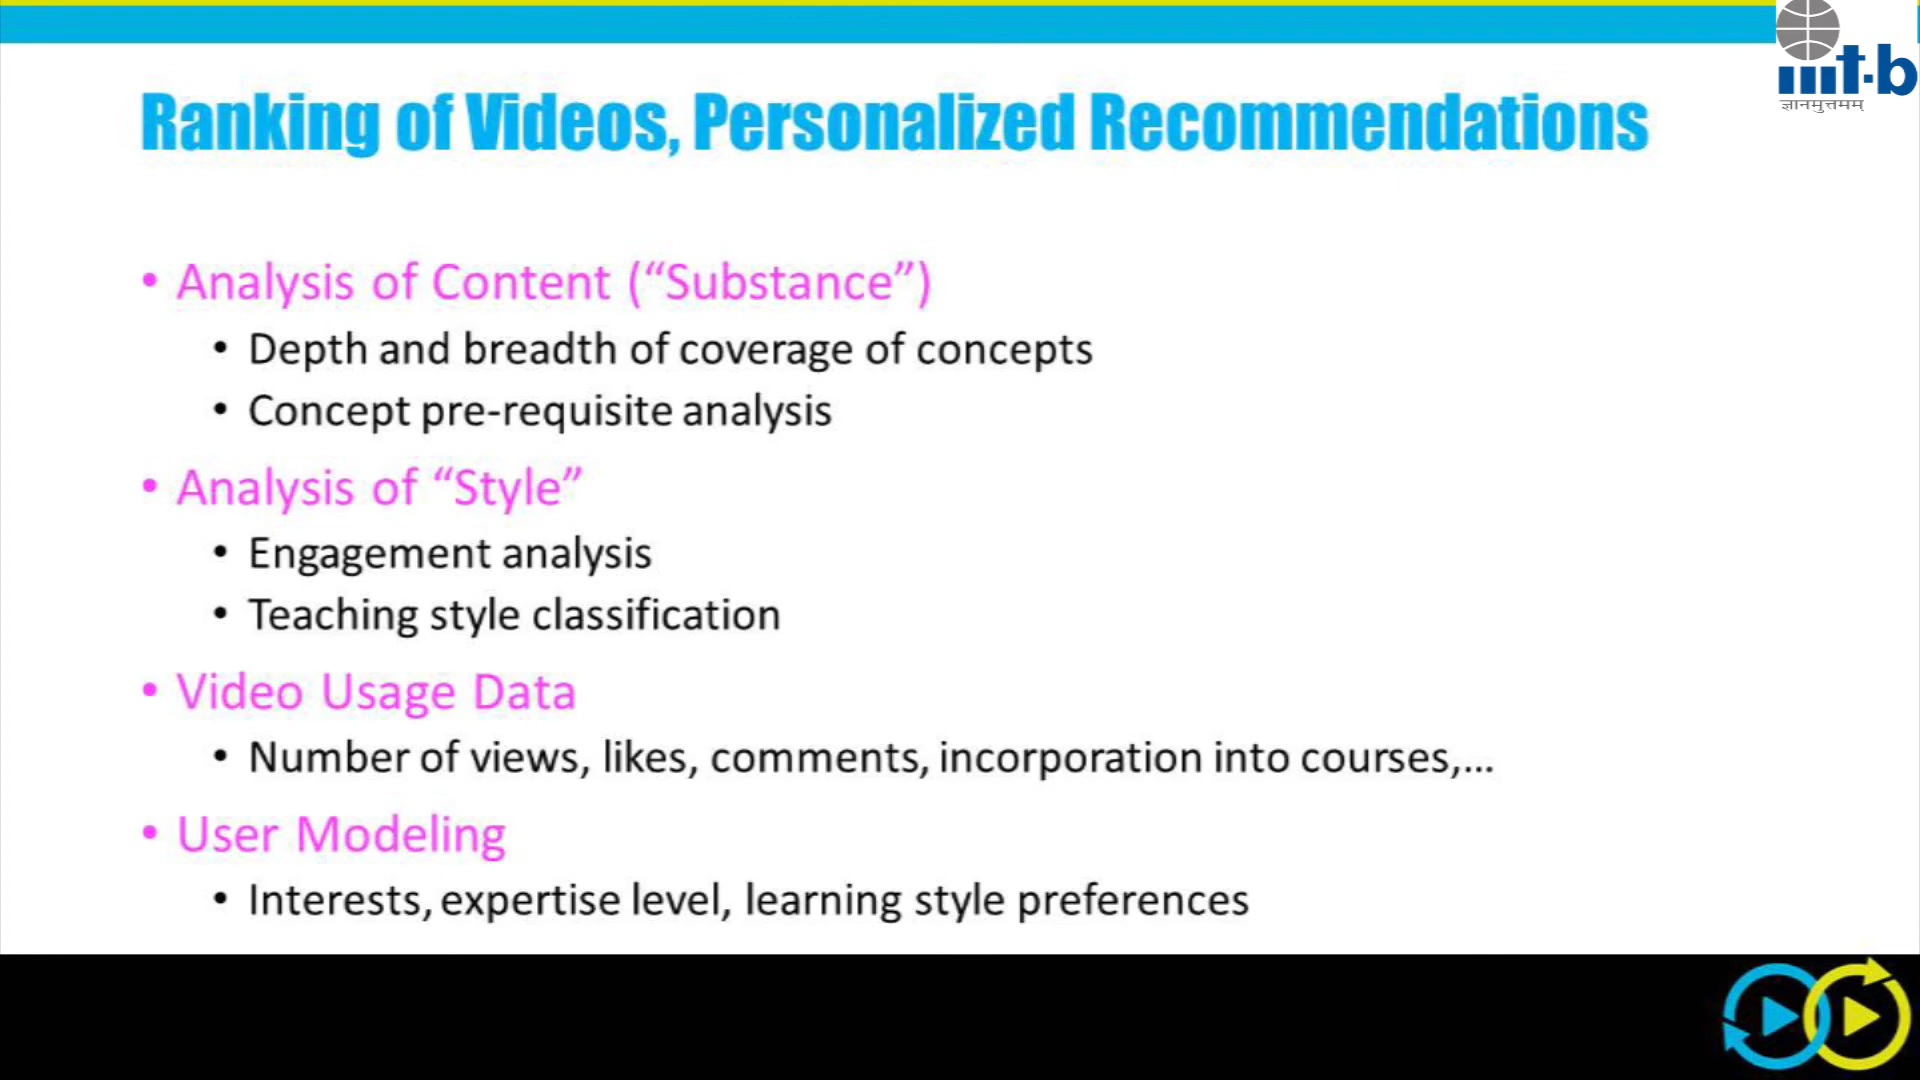 iiit-b
ज्ञानमुत्तमम्
Ranking of Videos, Personalized Recommendations
• Analysis of Content (“Substance”)
• Depth and breadth of coverage of concepts
• Concept pre-requisite analysis
• Analysis of “Style”
• Engagement analysis
• Teaching style classification
• Video Usage Data
• Number of views, likes, comments, incorporation into courses,...
• User Modeling
• Interests, expertise level, learning style preferences